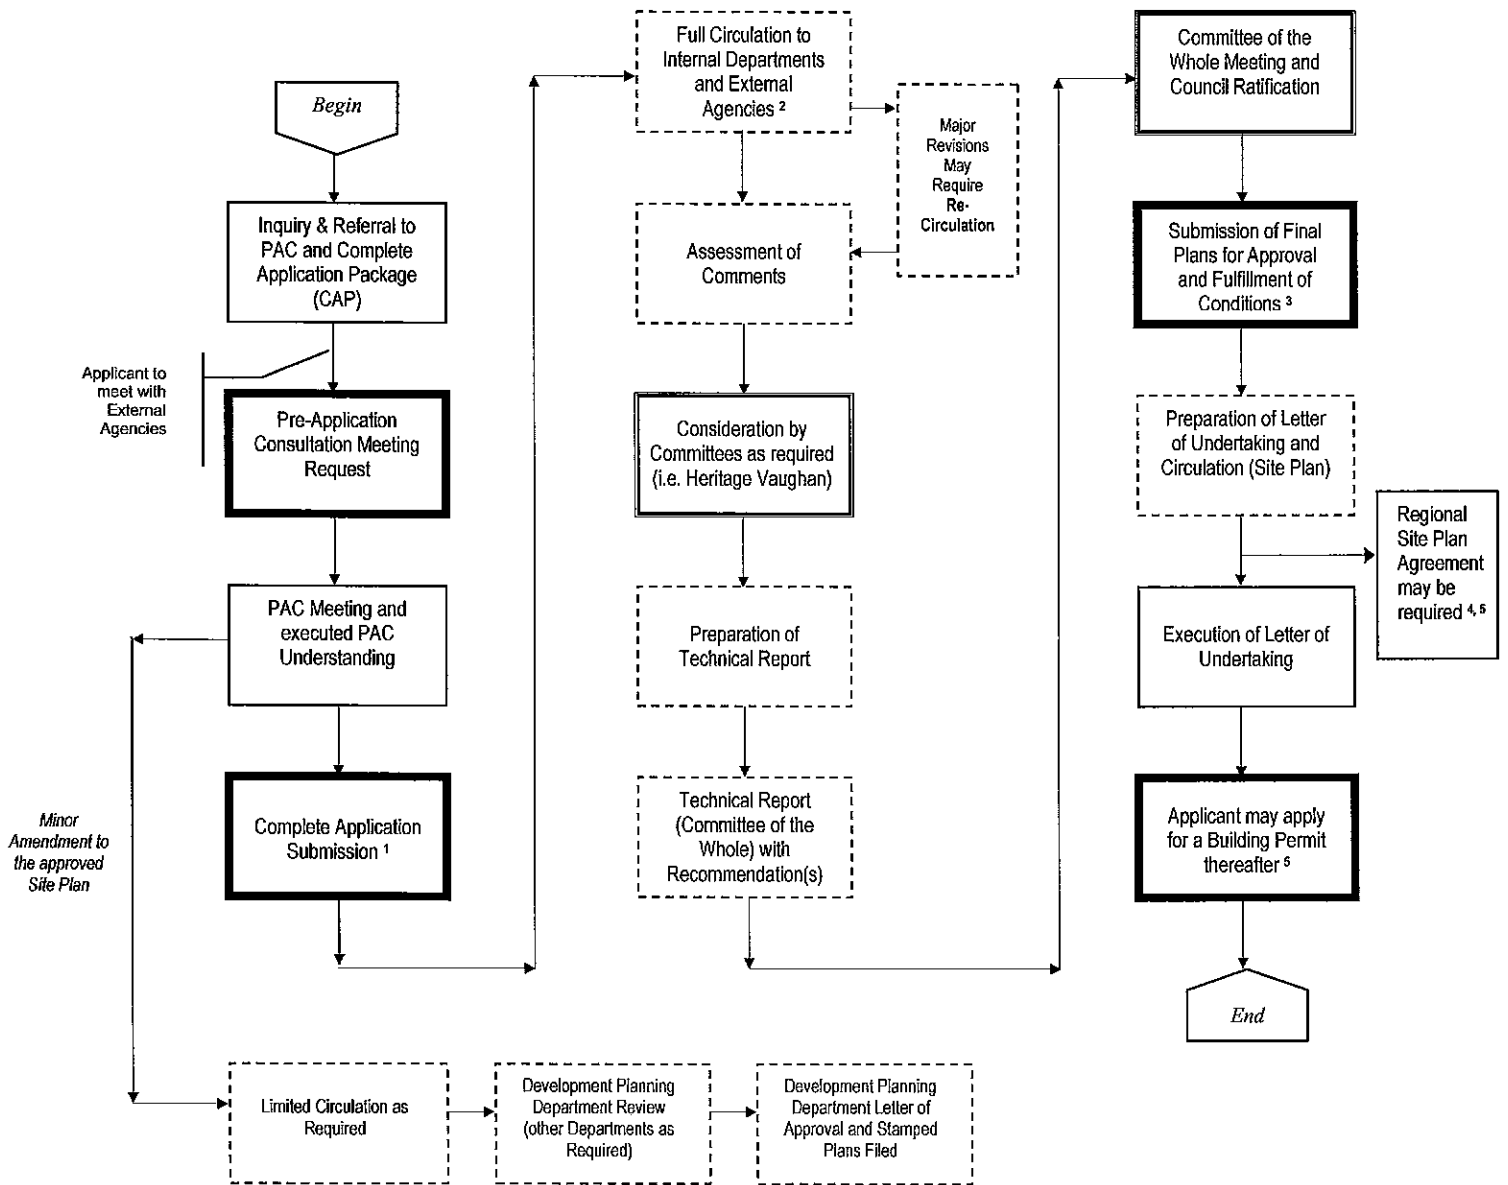 Begin
Inquiry & Referral to
PAC and Complete
Application Package
(CAP)
Applicant to
meet with
External
Agencies
Pre-Application
Consultation Meeting
Request
PAC Meeting and
executed PAC
Understanding
Minor
Amendment to
the approved
Site Plan
Complete Application
Submission 1
Full Circulation to
Internal Departments
and External
Agencies 2
Major
Revisions
May
Require
Re-
Circulation
Assessment of
Comments
Consideration by
Committees as required
(i.e. Heritage Vaughan)
Preparation of
Technical Report
Technical Report
(Committee of the
Whole) with
Recommendation(s)
Committee of the
Whole Meeting and
Council Ratification
Submission of Final
Plans for Approval
and Fulfillment of
Conditions 3
Preparation of Letter
of Undertaking and
Circulation (Site Plan)
Regional
Site Plan
Agreement
may be
required 4, 5
Execution of Letter of
Undertaking
Applicant may apply
for a Building Permit
thereafter 5
End
Limited Circulation as
Required
Development Planning
Department Review
(other Departments as
Required)
Development Planning
Department Letter of
Approval and Stamped
Plans Filed